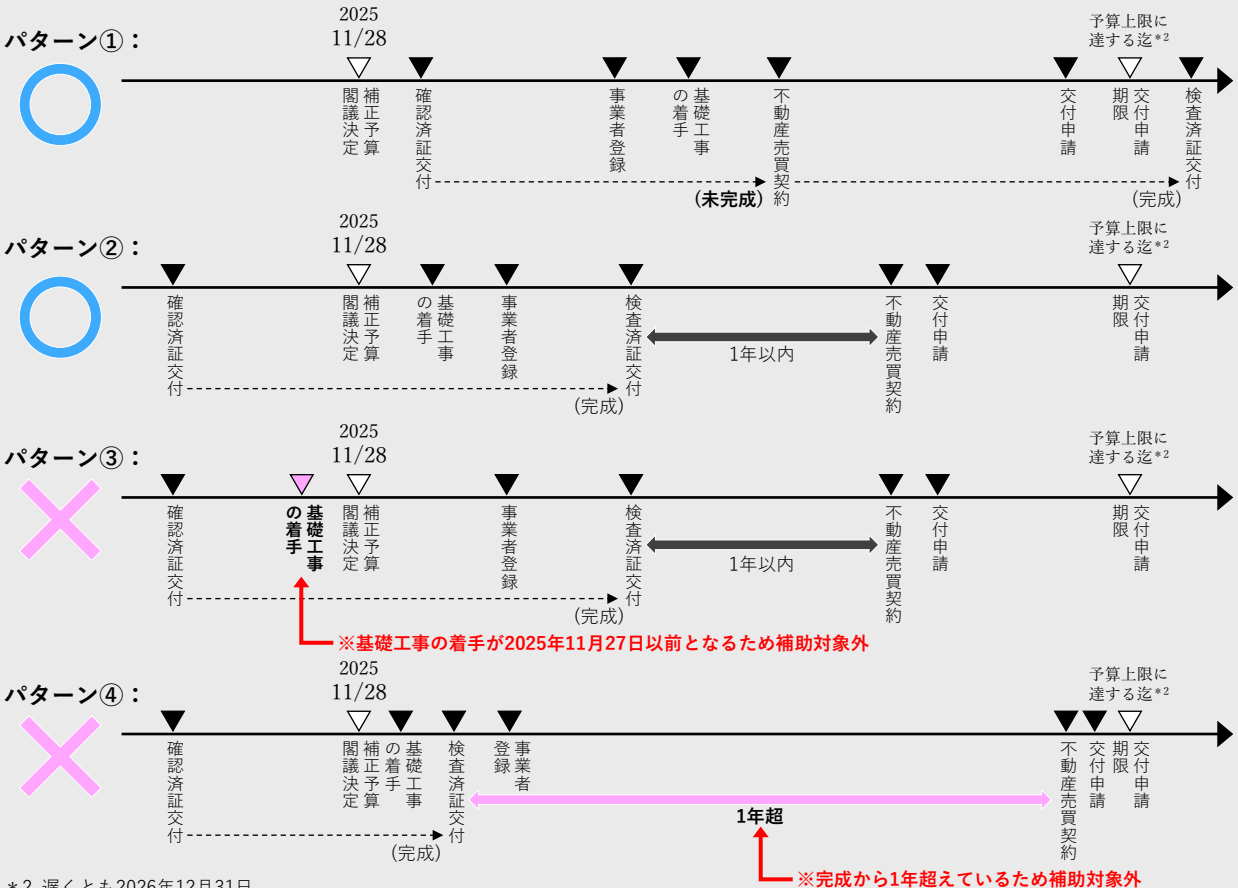 パターン①：
2025
11/28
予算上限に
達する迄*2
補正予算
閣議決定
確認済証交付
事業者登録
基礎工事
の着手
不動産売買契約
交付申請
交付申請
期限
検査済証交付
(未完成)
(完成)
パターン②：
2025
11/28
予算上限に
達する迄*2
確認済証交付
補正予算
閣議決定
基礎工事
の着手
事業者登録
検査済証交付
1年以内
不動産売買契約
交付申請
交付申請
期限
(完成)
パターン③：
2025
11/28
予算上限に
達する迄*2
確認済証交付
基礎工事
の着手
補正予算
閣議決定
事業者登録
検査済証交付
1年以内
不動産売買契約
交付申請
交付申請
期限
(完成)
※基礎工事の着手が2025年11月27日以前となるため補助対象外
パターン④：
2025
11/28
予算上限に
達する迄*2
確認済証交付
補正予算
閣議決定
基礎工事
の着手
検査済証交付
事業者
登録
1年超
不動産売買契約
交付申請
交付申請
期限
(完成)
※完成から1年超えているため補助対象外
*2 遅くとも2026年12月31日